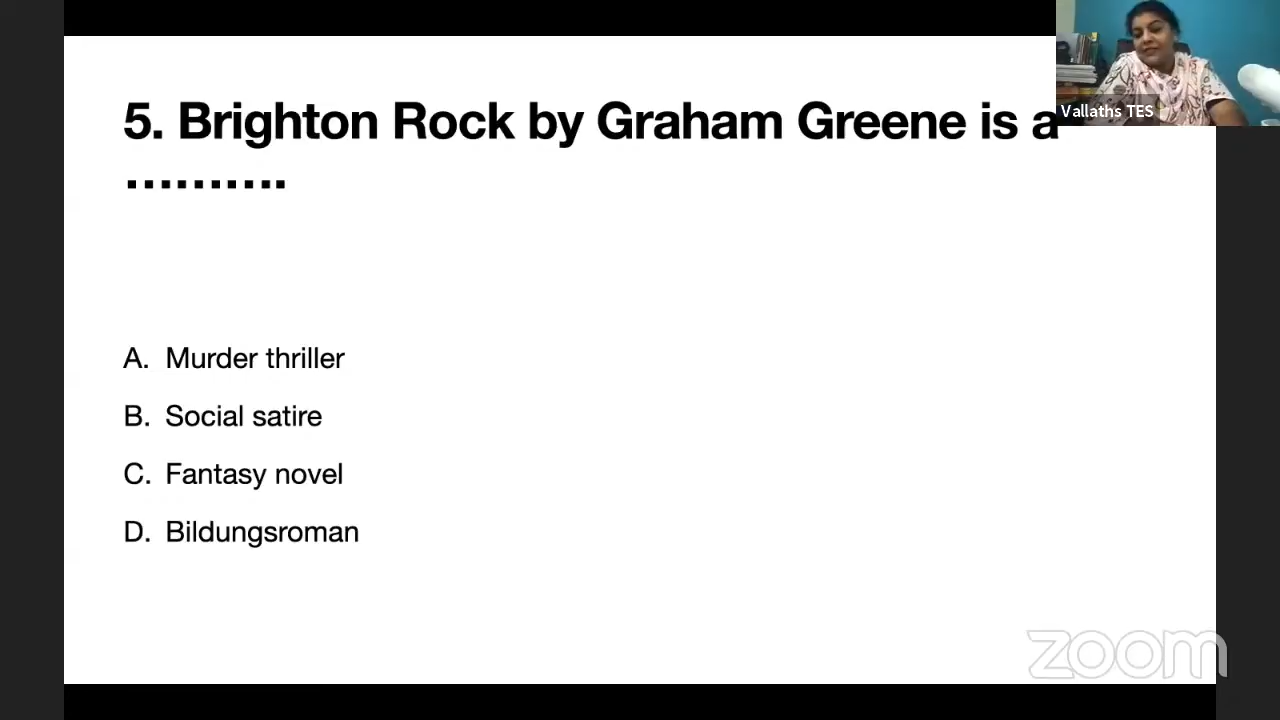 5. Brighton Rock by Graham Greene is a
……….
Vallaths TES
A. Murder thriller
B. Social satire
C. Fantasy novel
D. Bildungsroman
zoom